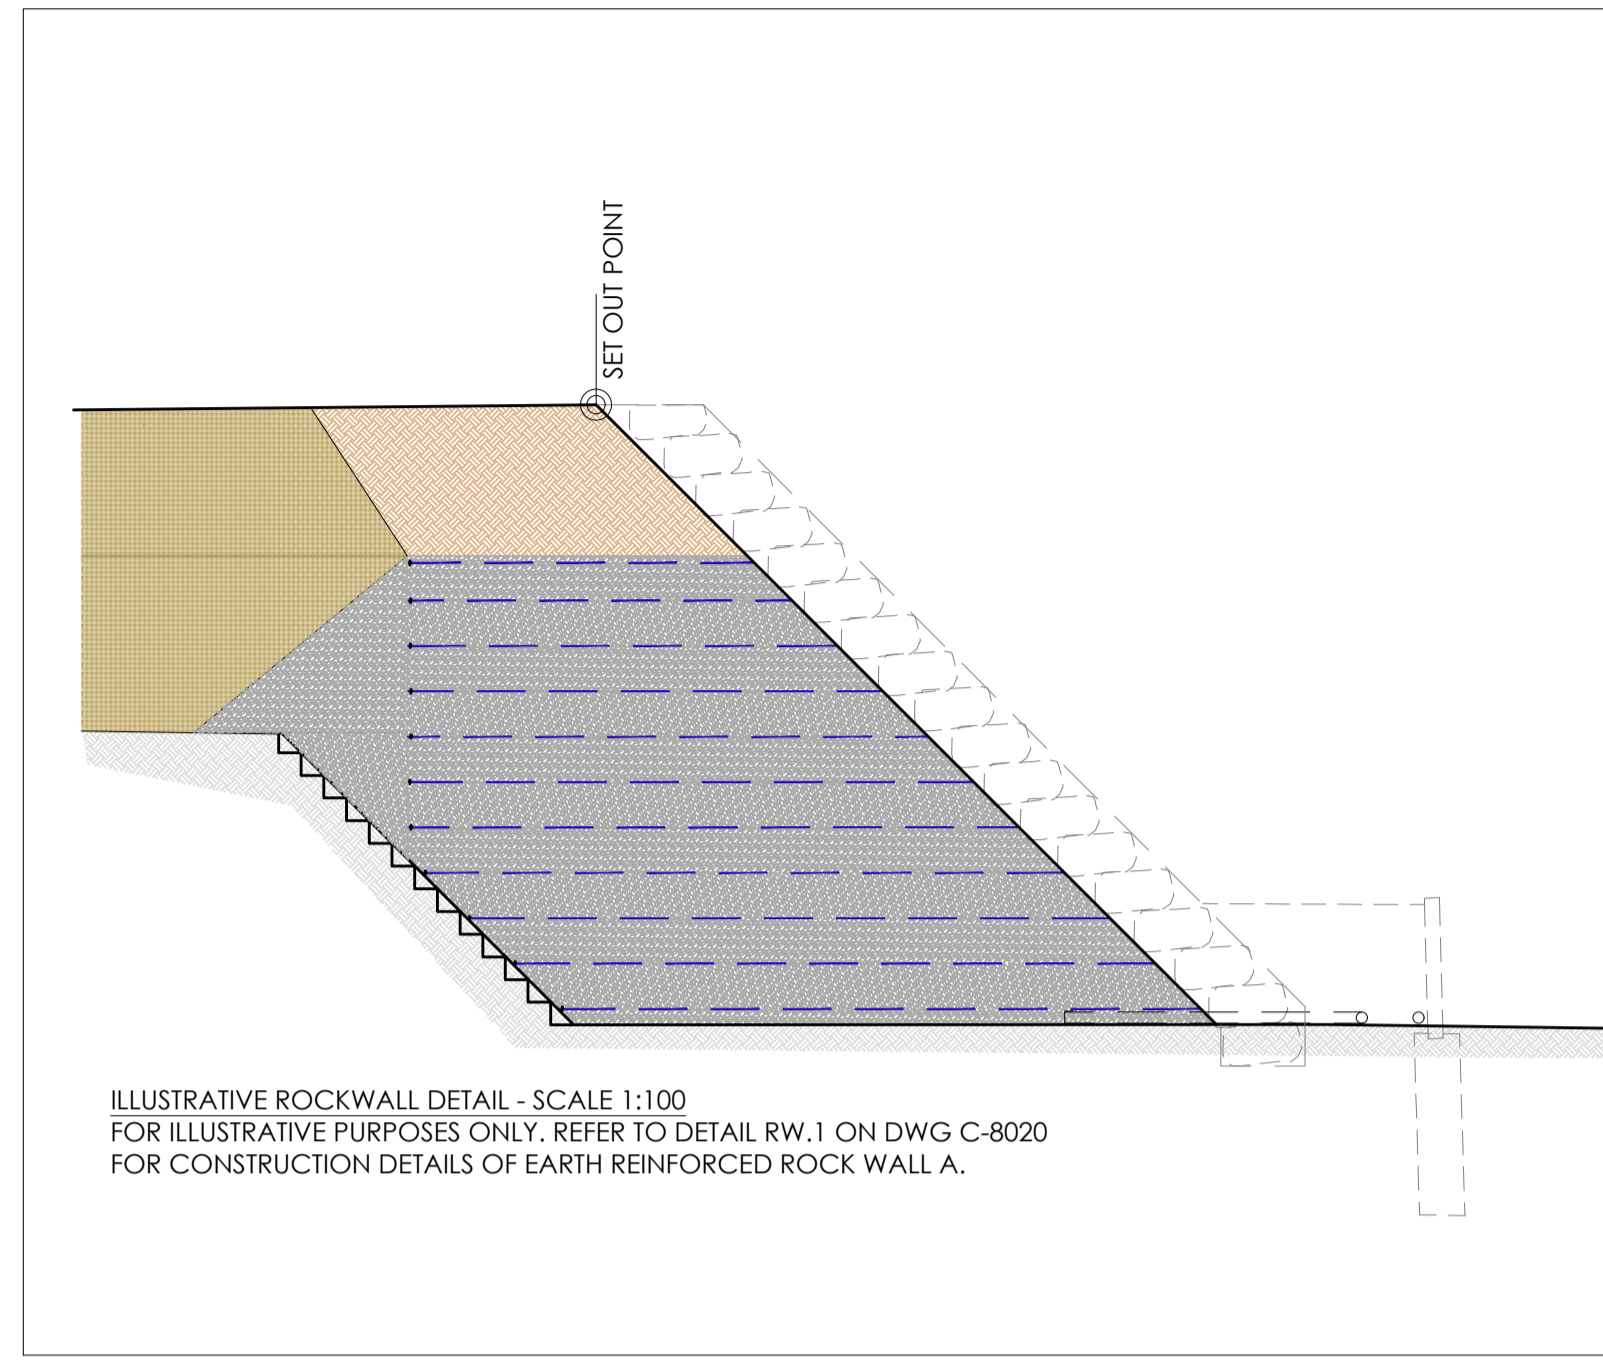 SET OUT POINT
ILLUSTRATIVE ROCKWALL DETAIL - SCALE 1:100
FOR ILLUSTRATIVE PURPOSES ONLY. REFER TO DETAIL RW.1 ON DWG C-8020
FOR CONSTRUCTION DETAILS OF EARTH REINFORCED ROCK WALL A.